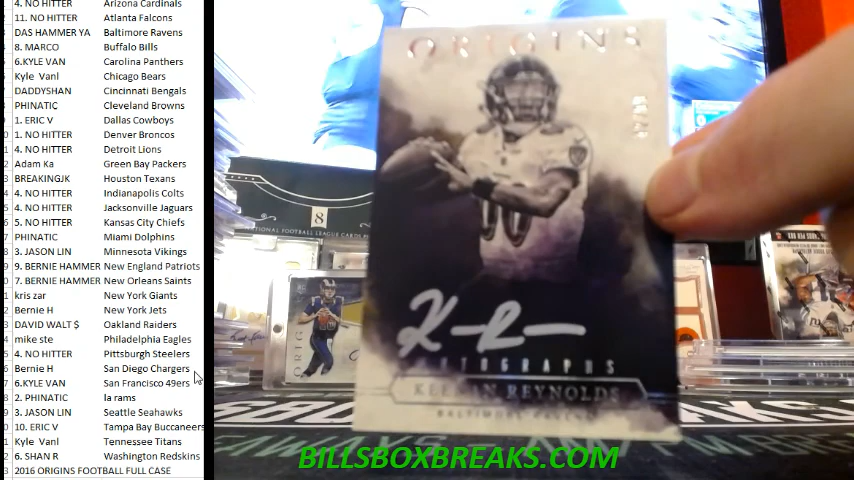 4. NO HITTER Arizona Cardinals
11. NO HITTER Atlanta Falcons
DAS HAMMER YA Baltimore Ravens
8. MARCO Buffalo Bills
6.KYLE VAN Carolina Panthers
Kyle Vanl Chicago Bears
DADDYSHAN Cincinnati Bengals
PHINATIC Cleveland Browns
1. ERIC V Dallas Cowboys
1. NO HITTER Denver Broncos
4. NO HITTER Detroit Lions
Adam Ka Green Bay Packers
BREAKINGJK Houston Texans
4. NO HITTER Indianapolis Colts
4. NO HITTER Jacksonville Jaguars
5. NO HITTER Kansas City Chiefs
PHINATIC Miami Dolphins
3. JASON LIN Minnesota Vikings
9. BERNIE HAMMER New England Patriots
7. BERNIE HAMMER New Orleans Saints
kris zar New York Giants
Bernie H New York Jets
DAVID WALT $ Oakland Raiders
mike ste Philadelphia Eagles
4. NO HITTER Pittsburgh Steelers
Bernie H San Diego Chargers
6.KYLE VAN San Francisco 49ers
2. PHINATIC la rams
3. JASON LIN Seattle Seahawks
10. ERIC V Tampa Bay Buccaneers
Kyle Vanl Tennessee Titans
6. SHAN R Washington Redskins
2016 ORIGINS FOOTBALL FULL CASE
ORIGINS
AUTOGRAPHS
REYNOLDS
BALTIMORE RAVENS
8
NATIONAL FOOTBALL LEAGUE CARDS
BILLSBOXBREAKS.COM